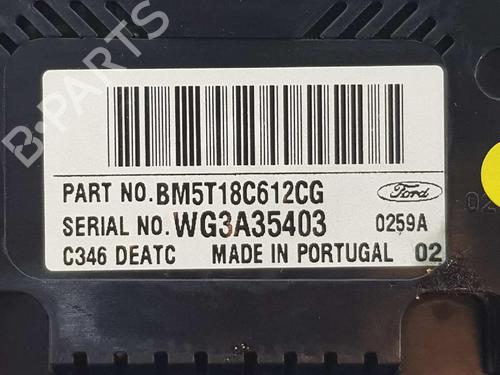 B-PARTS
PART NO. BM5T18C612CG
Ford
SERIAL NO. WG3A35403
0259A
C346 DEATC MADE IN PORTUGAL 02